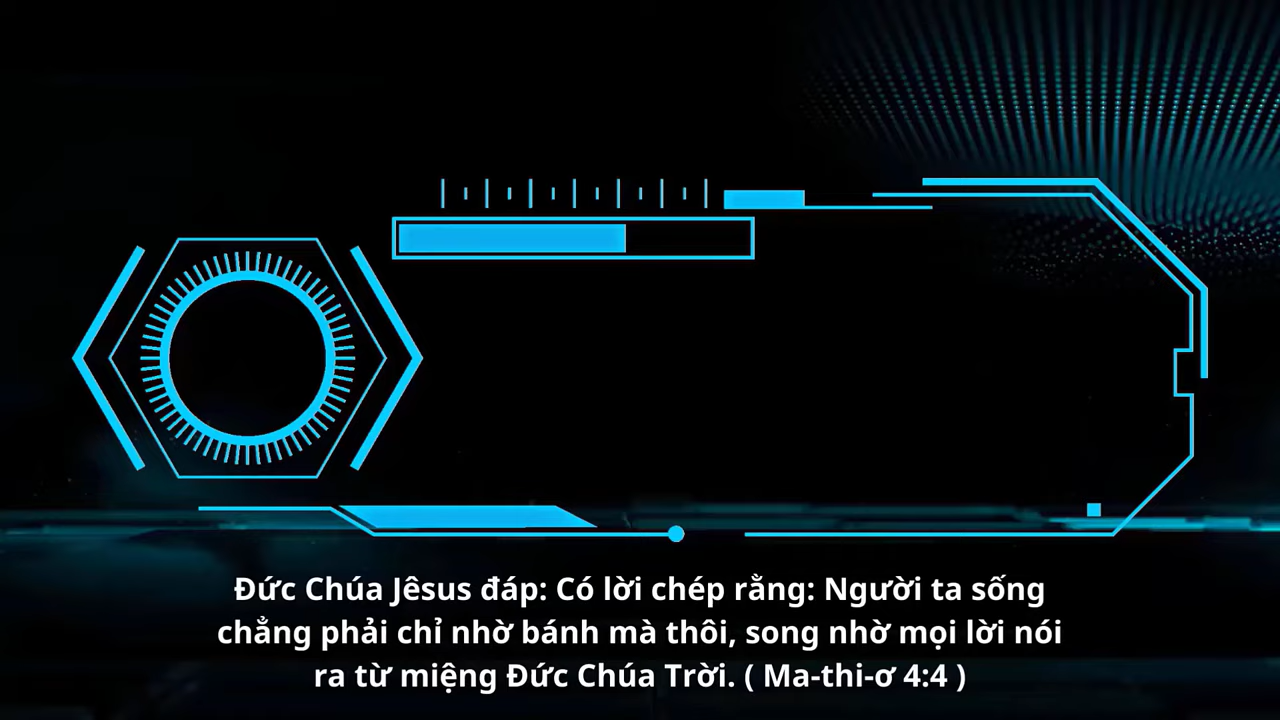 Đức Chúa Jêsus đáp: Có lời chép rằng: Người ta sống
chẳng phải chỉ nhờ bánh mà thôi, song nhờ mọi lời nói
ra từ miệng Đức Chúa Trời. ( Ma-thi-ơ 4:4 )